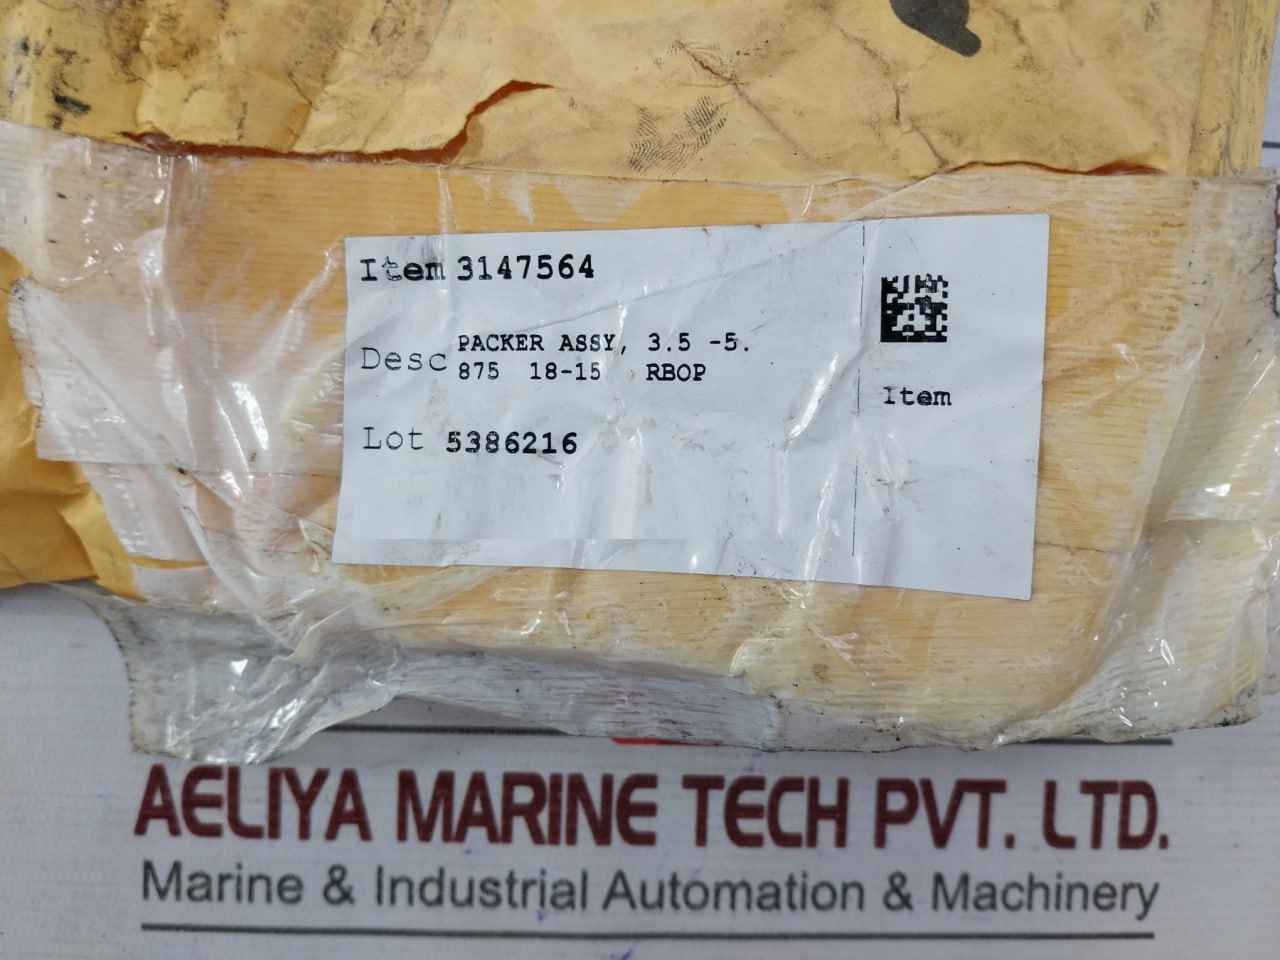 Item 3147564
Desc PACKER ASSY, 3.5 -5.
875 18-15 RBOP
Lot 5386216
Item
AELIYA MARINE TECH PVT. LTD.
Marine & Industrial Automation & Machinery